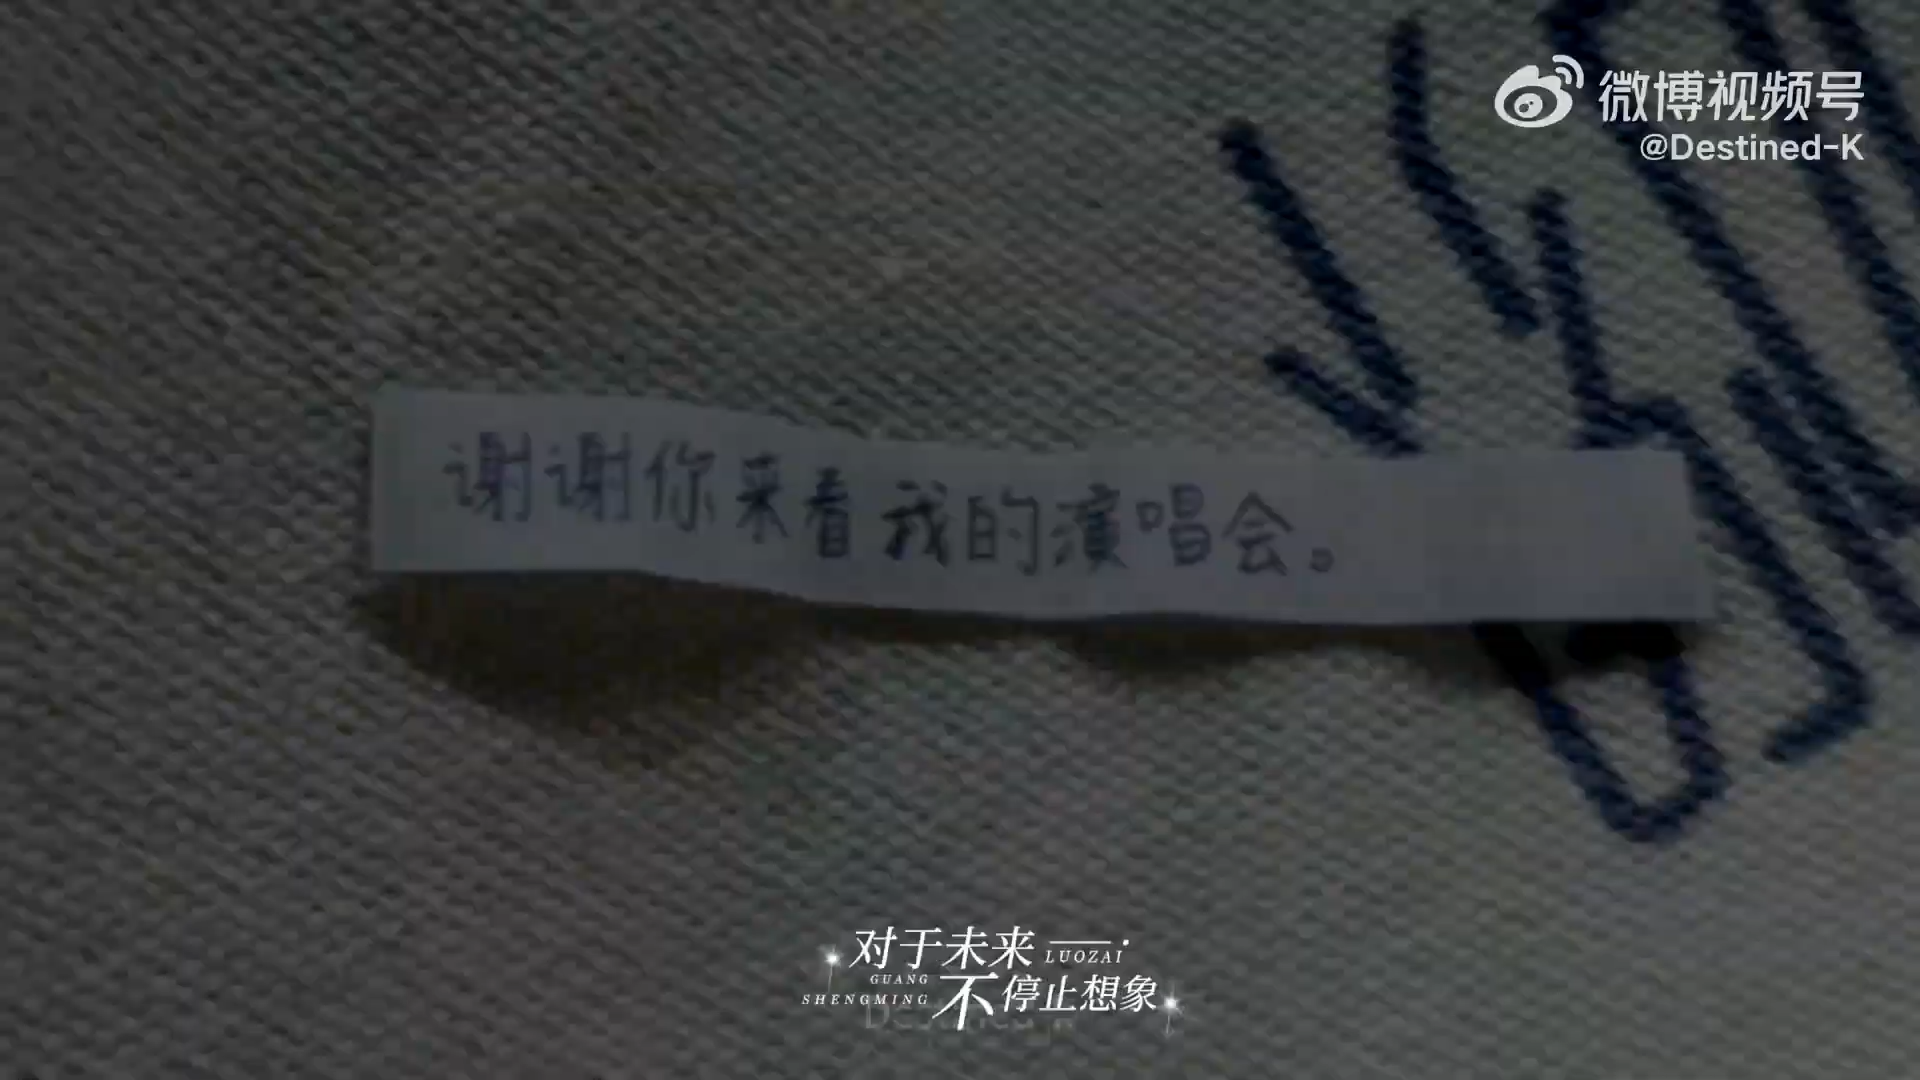 微博视频号
@Destined-K
谢谢你来看我的演唱会。
对于未来
LUOZAI
GUANG
SHENGMING
不停止想象